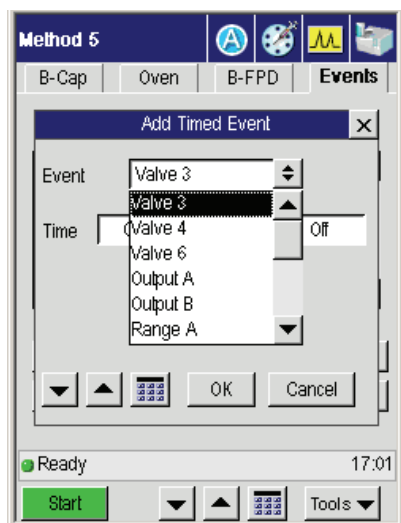 Method 5
A
B-Cap Oven B-FPD Events
Add Timed Event X
Event Valve 3
Valve 3
Time Valve 4 Off
Valve 6
Output A
Output B
Range A
OK Cancel
Ready 17:01
Start Tools